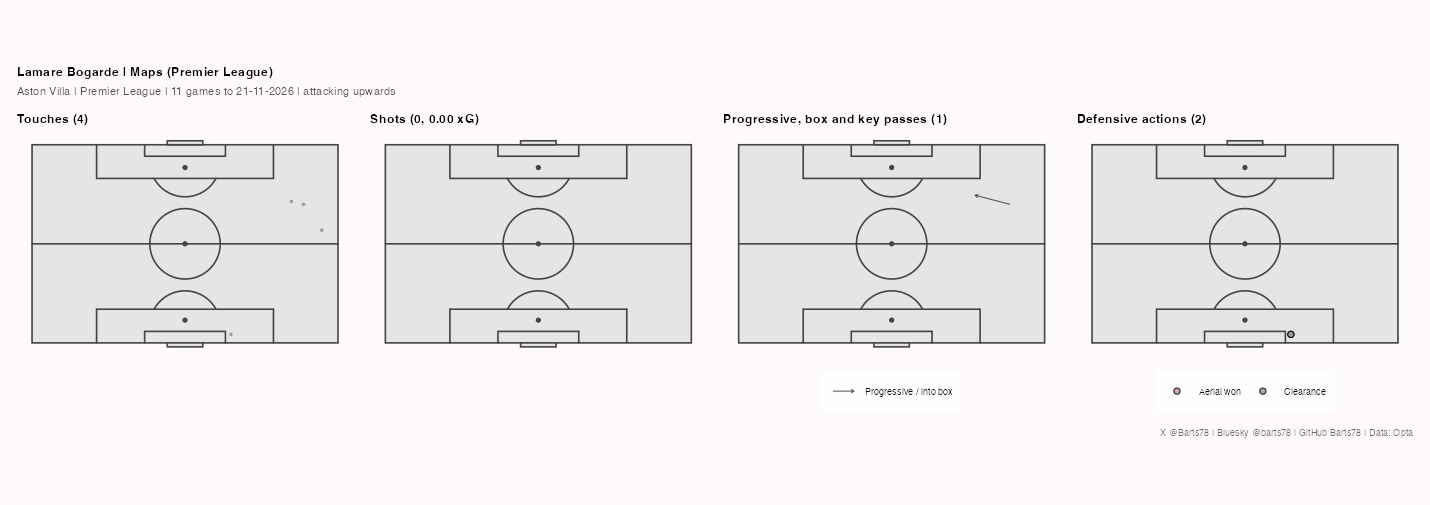 Lamare Bogarde | Maps (Premier League)
Aston Villa | Premier League | 11 games to 21-11-2026 | attacking upwards
Touches (4)
Shots (0, 0.00 xG)
Progressive, box and key passes (1)
Defensive actions (2)
Progressive / into box
Aerial won
Clearance
X @Barts78 | Bluesky @barts78 | GitHub Barts78 | Data: Opta